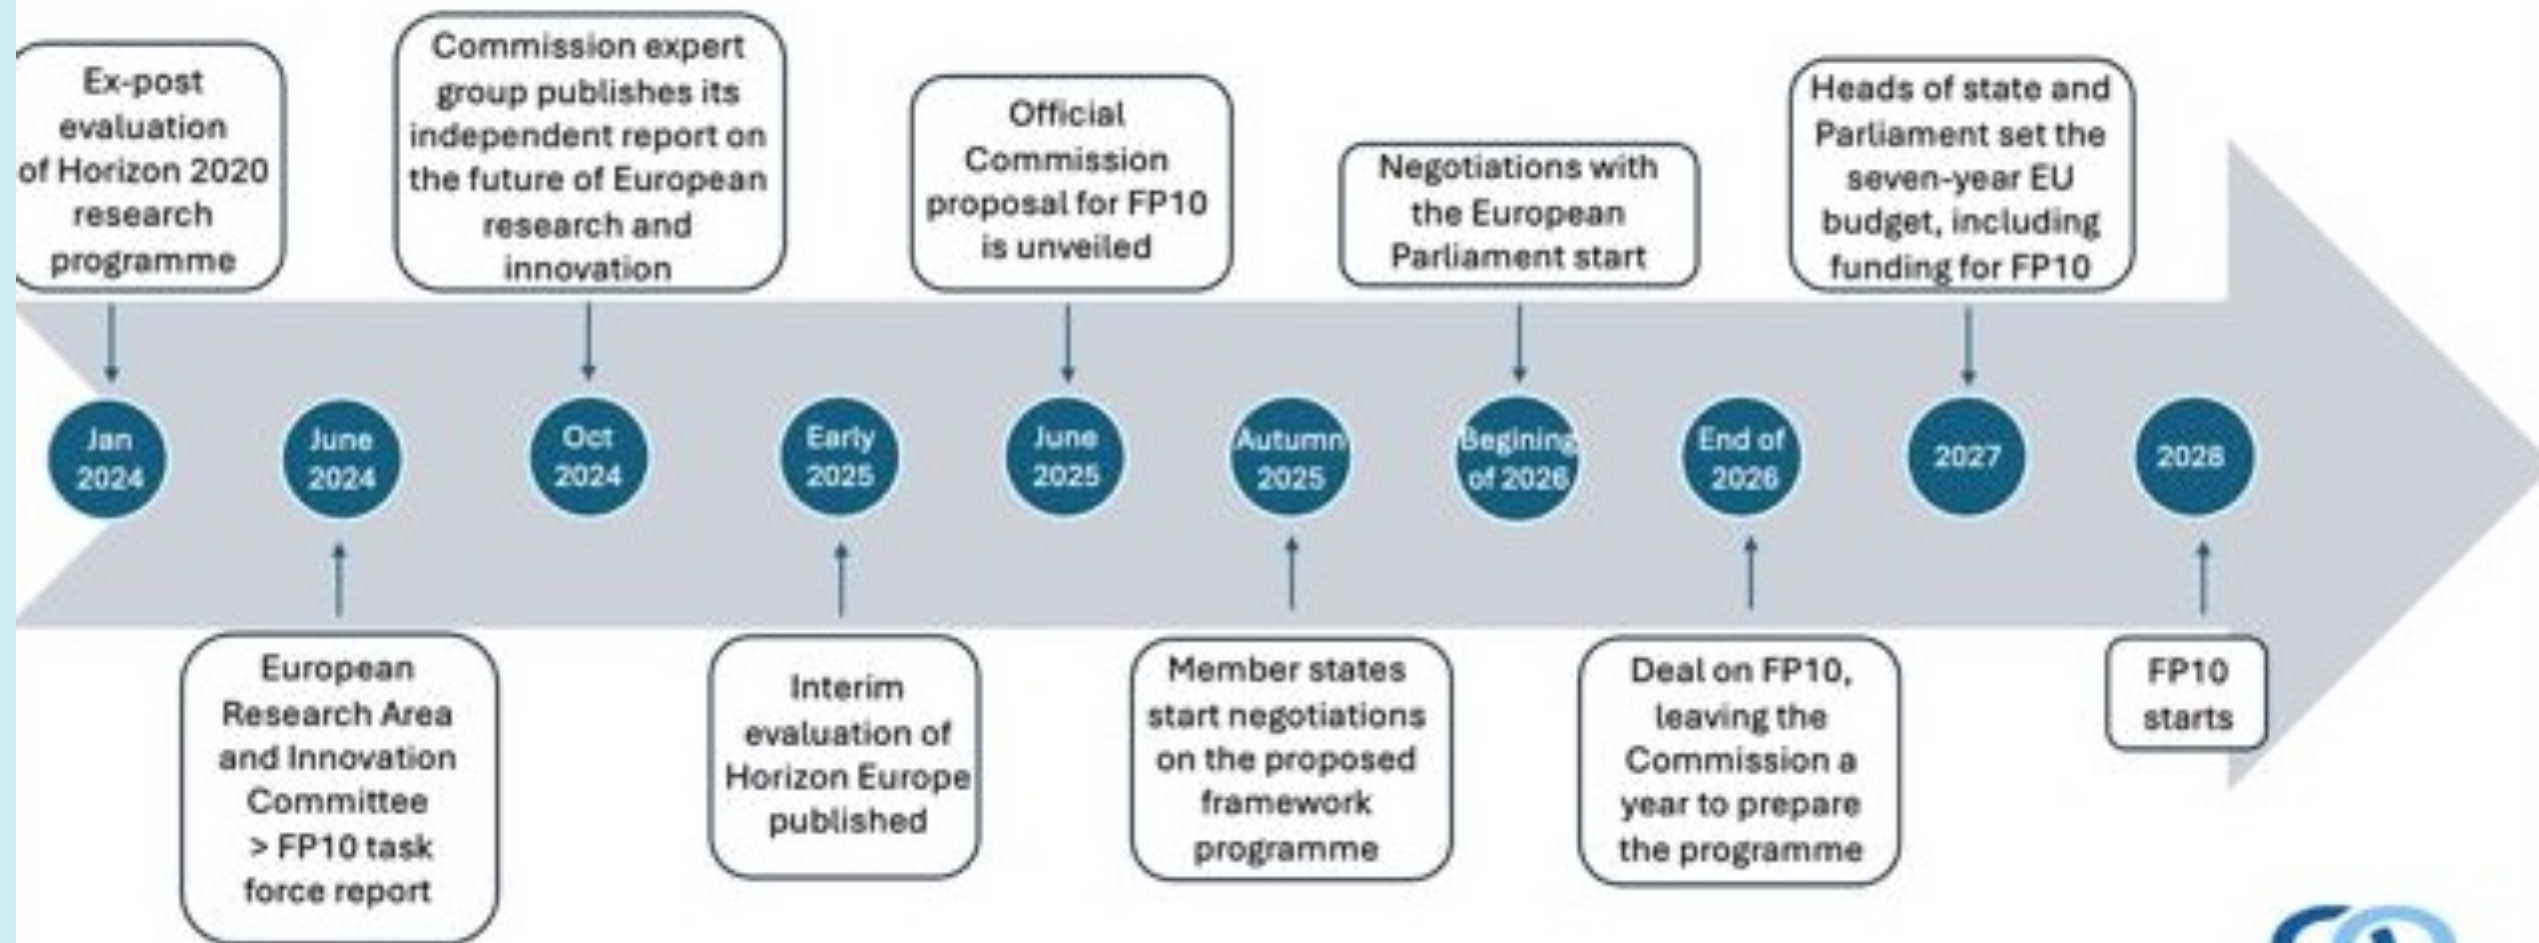 Ex-post
evaluation
of Horizon 2020
research
programme
Commission expert
group publishes its
independent report on
the future of European
research and
innovation
Official
Commission
proposal for FP10
is unveiled
Negotiations with
the European
Parliament start
Heads of state and
Parliament set the
seven-year EU
budget, including
funding for FP10
Jan
2024
June
2024
Oct
2024
Early
2025
June
2025
Autumn
2025
Begining
of 2026
End of
2026
2027
2028
European
Research Area
and Innovation
Committee
> FP10 task
force report
Interim
evaluation of
Horizon Europe
published
Member states
start negotiations
on the proposed
framework
programme
Deal on FP10,
leaving the
Commission a
year to prepare
the programme
FP10
starts